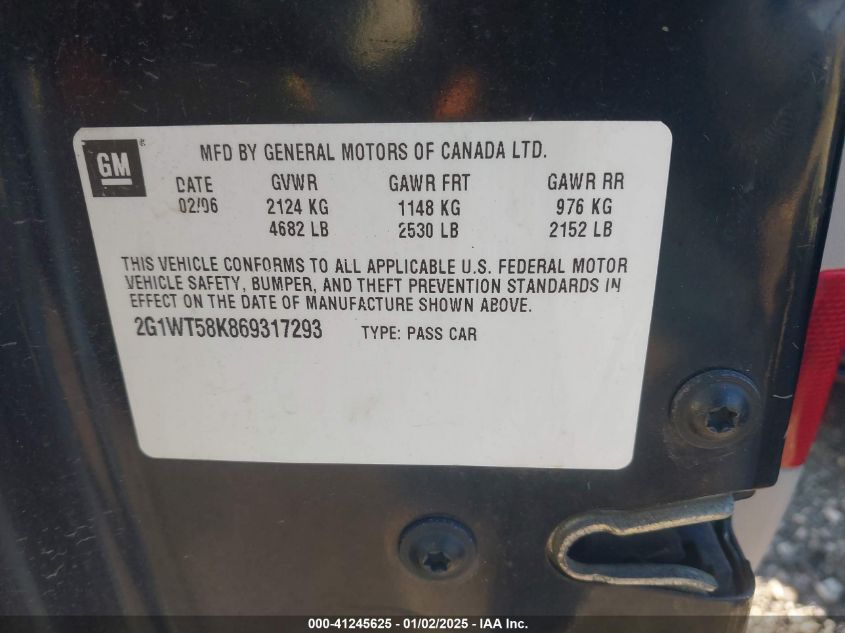 GM
MFD BY GENERAL MOTORS OF CANADA LTD.
DATE GVWR GAWR FRT GAWR RR
02/06 2124 KG 1148 KG 976 KG
4682 LB 2530 LB 2152 LB
THIS VEHICLE CONFORMS TO ALL APPLICABLE U.S. FEDERAL MOTOR
VEHICLE SAFETY, BUMPER, AND THEFT PREVENTION STANDARDS IN
EFFECT ON THE DATE OF MANUFACTURE SHOWN ABOVE.
2G1WT58K869317293 TYPE: PASS CAR
000-41245625 - 01/02/2025 - IAA Inc.